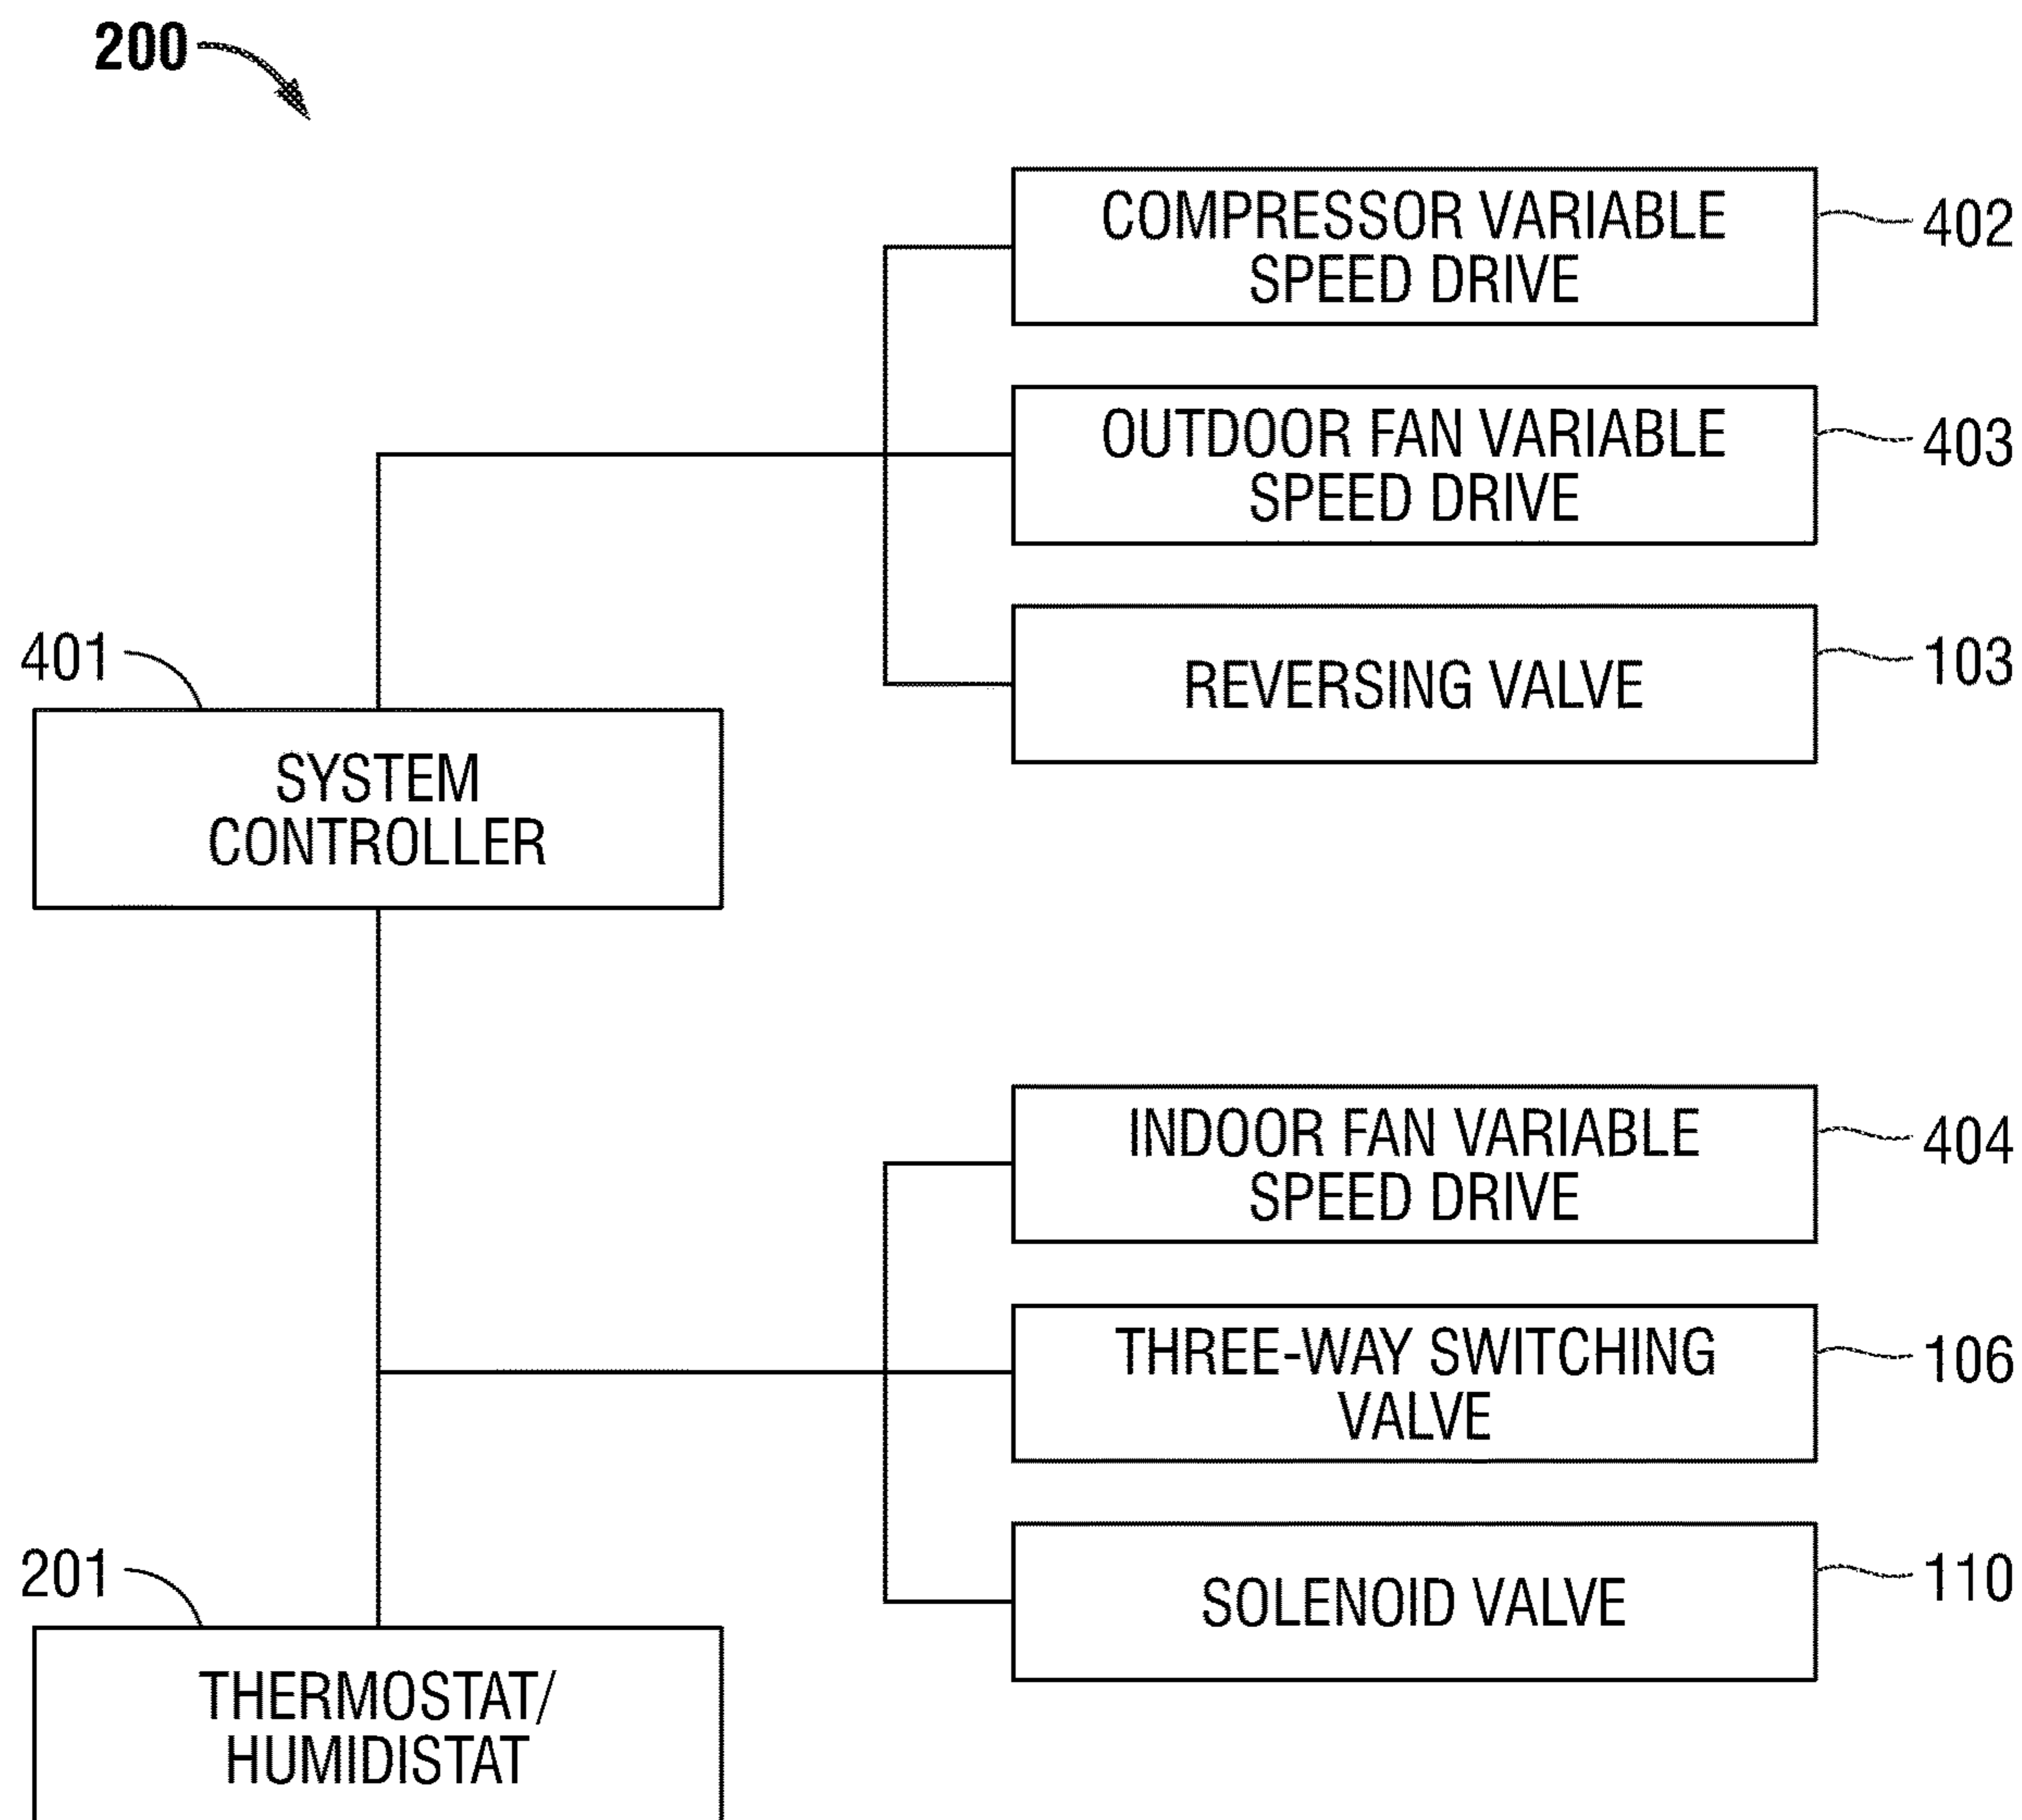 200
COMPRESSOR VARIABLE
SPEED DRIVE
402
OUTDOOR FAN VARIABLE
SPEED DRIVE
403
REVERSING VALVE
103
401
SYSTEM
CONTROLLER
INDOOR FAN VARIABLE
SPEED DRIVE
404
THREE-WAY SWITCHING
VALVE
106
SOLENOID VALVE
110
201
THERMOSTAT/
HUMIDISTAT